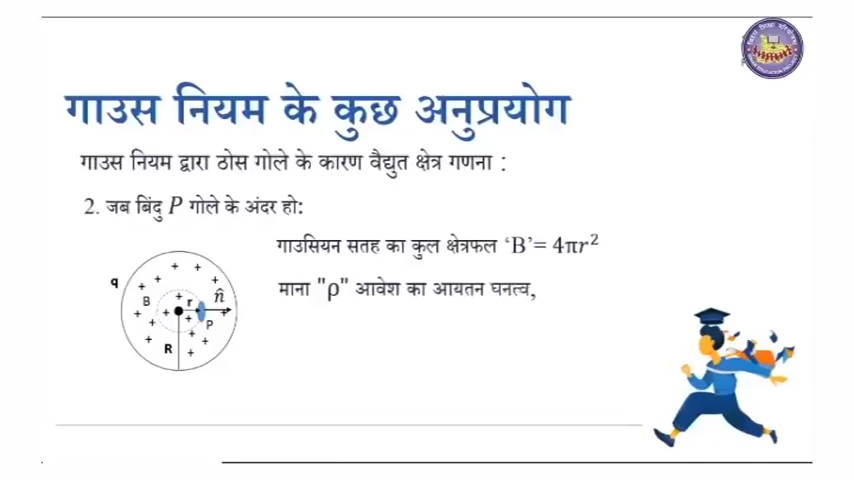 गाउस नियम के कुछ अनुप्रयोग
गाउस नियम द्वारा ठोस गोले के कारण वैद्युत क्षेत्र गणना :
2. जब बिंदु P गोले के अंदर हो:
गाउसियन सतह का कुल क्षेत्रफल ‘B’= 4πr²
माना "ρ" आवेश का आयतन घनत्व,
q
B
r
n̂
P
R